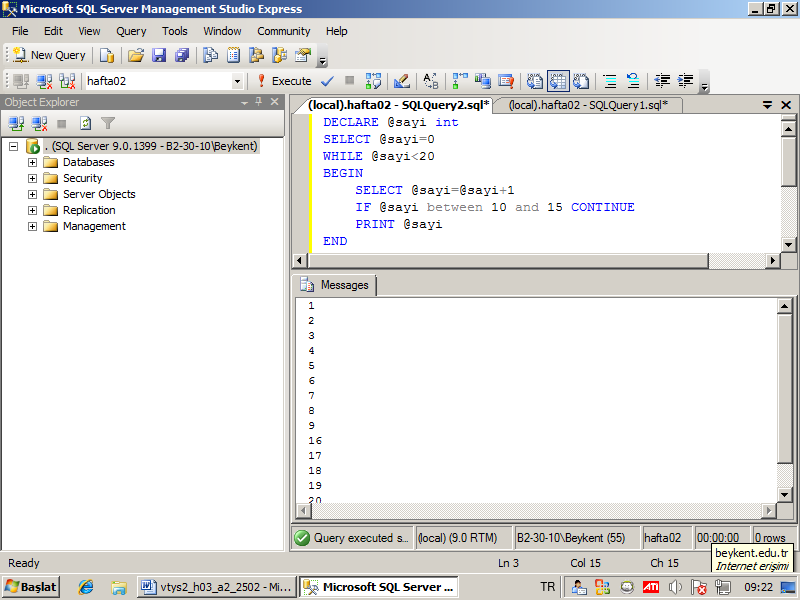 Microsoft SQL Server Management Studio Express
File Edit View Query Tools Window Community Help
New Query
hafta02 Execute
Object Explorer
. (SQL Server 9.0.1399 - B2-30-10\Beykent)
Databases
Security
Server Objects
Replication
Management
(local).hafta02 - SQLQuery2.sql* (local).hafta02 - SQLQuery1.sql*
DECLARE @sayi int
SELECT @sayi=0
WHILE @sayi<20
BEGIN
SELECT @sayi=@sayi+1
IF @sayi between 10 and 15 CONTINUE
PRINT @sayi
END
Messages
1
2
3
4
5
6
7
8
9
16
17
18
19
20
Query executed s... (local) (9.0 RTM) B2-30-10\Beykent (55) hafta02 00:00:00 0 rows
beykent.edu.tr
Internet erişimi
Ready Ln 3 Col 15 Ch 15
Başlat vtys2_h03_a2_2502 - Mi... Microsoft SQL Server ... TR ATI 09:22